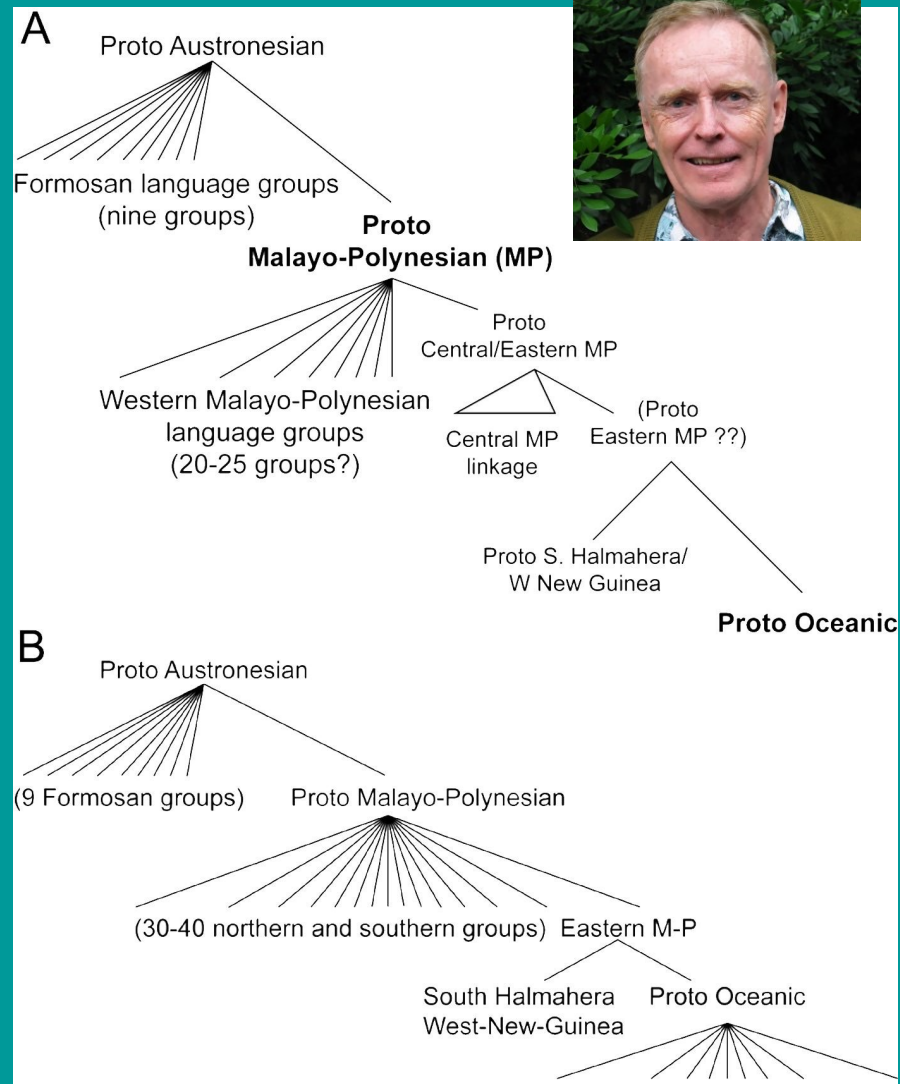 A
Proto Austronesian
Formosan language groups
(nine groups)
Proto
Malayo-Polynesian (MP)
Proto
Central/Eastern MP
Western Malayo-Polynesian
language groups
(20-25 groups?)
Central MP
linkage
(Proto
Eastern MP ??)
Proto S. Halmahera/
W New Guinea
Proto Oceanic
B
Proto Austronesian
(9 Formosan groups)
Proto Malayo-Polynesian
(30-40 northern and southern groups)
Eastern M-P
South Halmahera
West-New-Guinea
Proto Oceanic